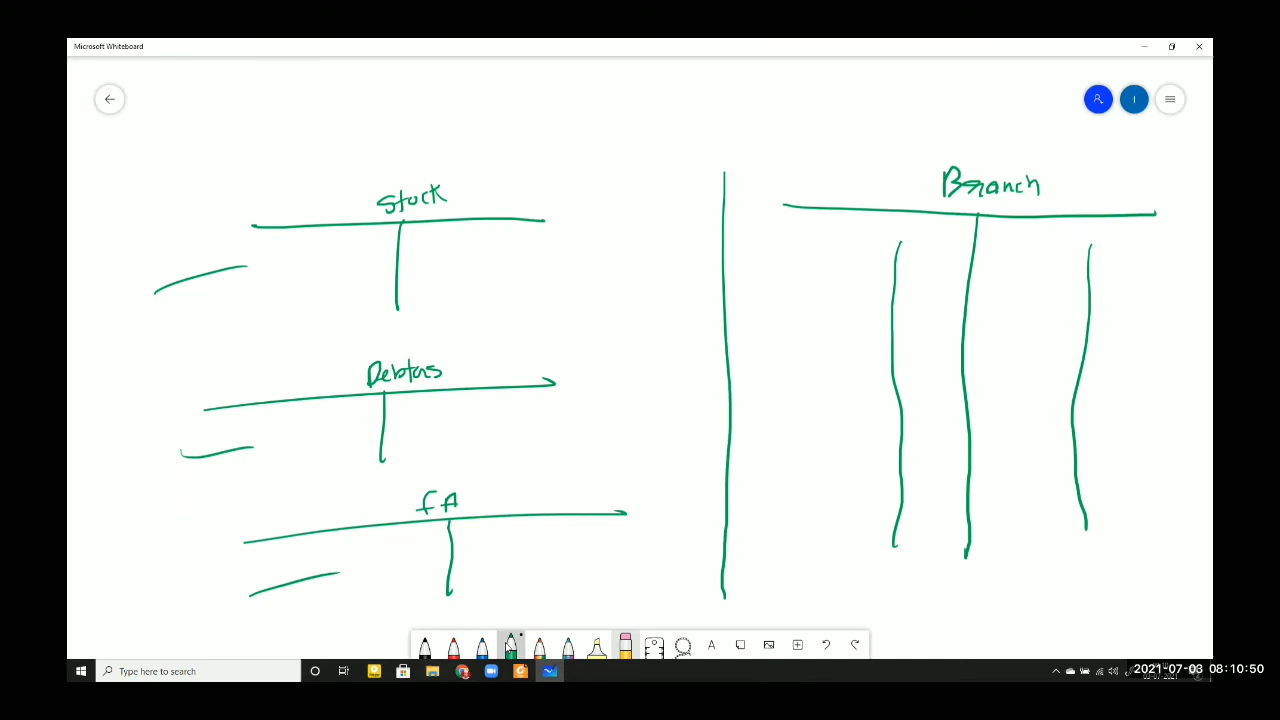 Microsoft Whiteboard
I
Stock
Branch
Debtors
FA
A
Type here to search
2021-07-03 08:10:50